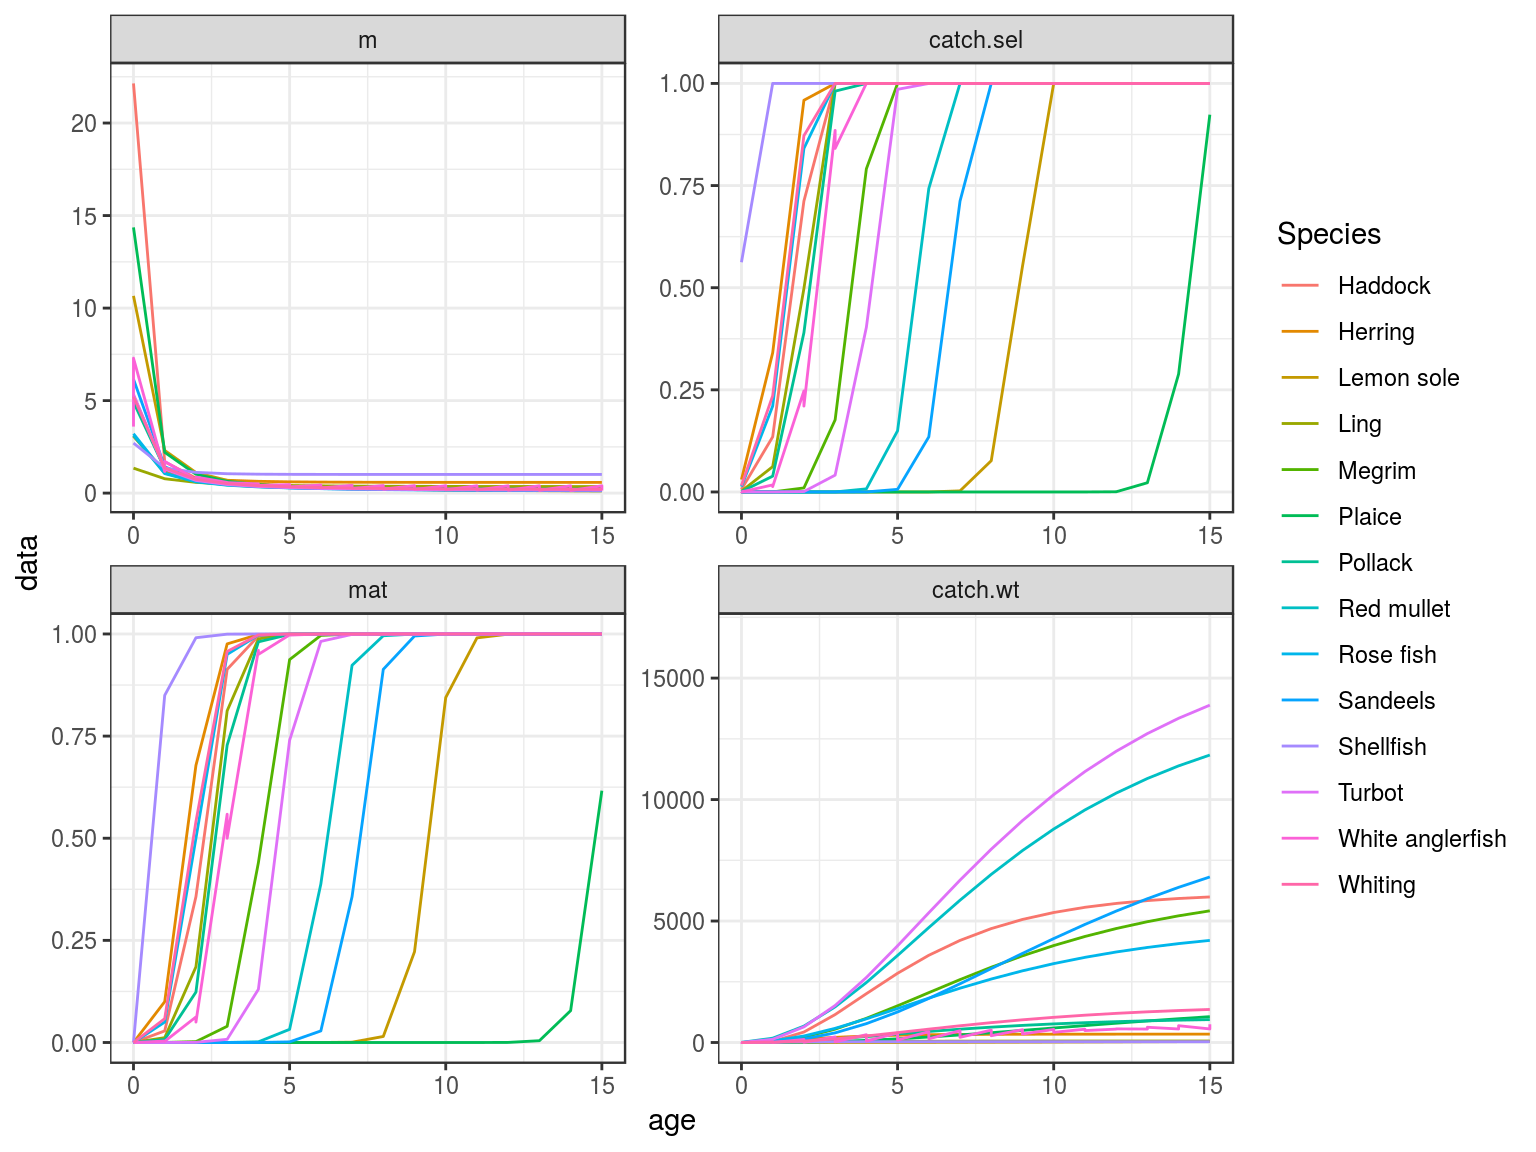 m
catch.sel
20
15
10
5
0
0 5 10 15
1.00
0.75
0.50
0.25
0.00
0 5 10 15
mat
catch.wt
1.00
0.75
0.50
0.25
0.00
0 5 10 15
15000
10000
5000
0
0 5 10 15
data
age
Species
Haddock
Herring
Lemon sole
Ling
Megrim
Plaice
Pollack
Red mullet
Rose fish
Sandeels
Shellfish
Turbot
White anglerfish
Whiting